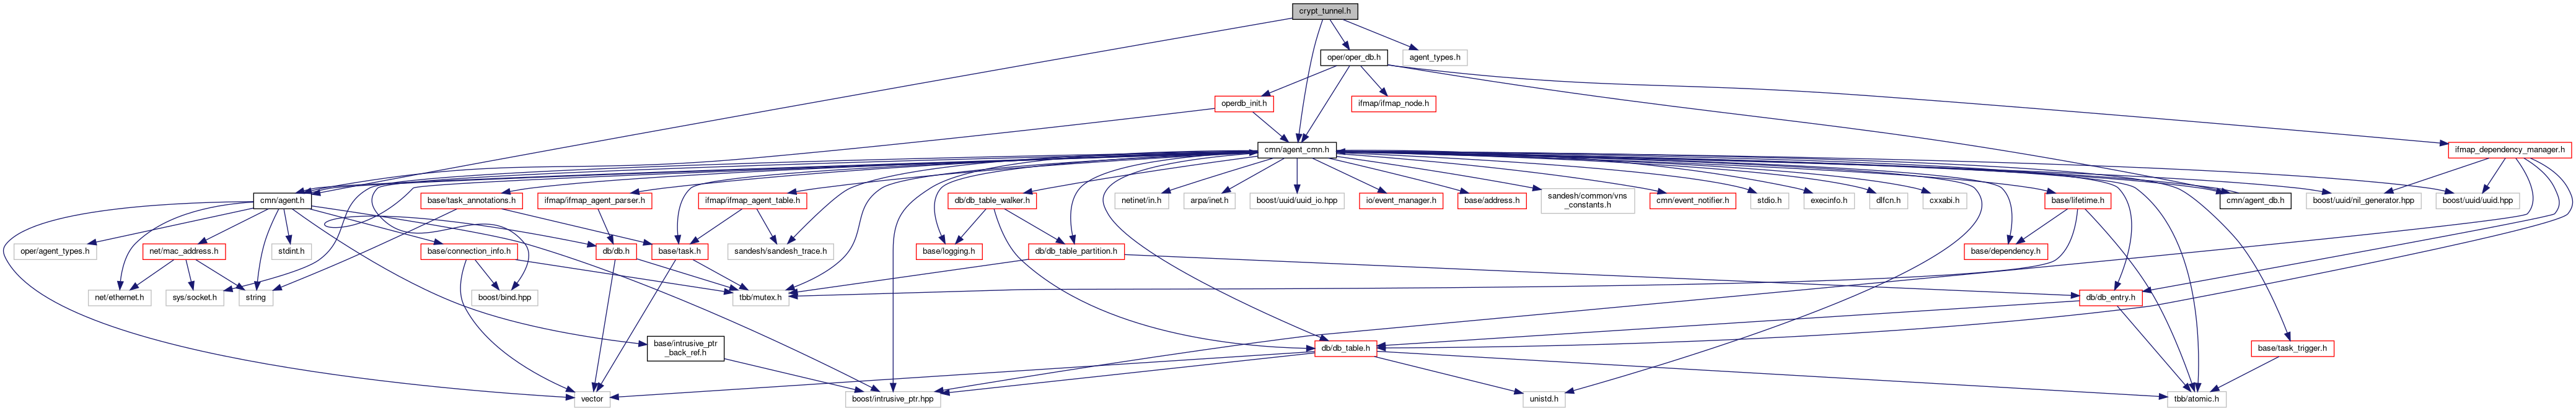 crypt_tunnel.h
oper/oper_db.h
agent_types.h
operdb_init.h
ifmap/ifmap_node.h
cmn/agent_cmn.h
ifmap_dependency_manager.h
cmn/agent.h
base/task_annotations.h
ifmap/ifmap_agent_parser.h
ifmap/ifmap_agent_table.h
db/db_table_walker.h
netinet/in.h
arpa/inet.h
boost/uuid/uuid_io.hpp
io/event_manager.h
base/address.h
sandesh/common/vns
_constants.h
cmn/event_notifier.h
stdio.h
execinfo.h
dlfcn.h
cxxabi.h
base/lifetime.h
cmn/agent_db.h
boost/uuid/nil_generator.hpp
boost/uuid/uuid.hpp
oper/agent_types.h
net/mac_address.h
stdint.h
base/connection_info.h
db/db.h
base/task.h
sandesh/sandesh_trace.h
base/logging.h
db/db_table_partition.h
base/dependency.h
net/ethernet.h
sys/socket.h
string
boost/bind.hpp
tbb/mutex.h
db/db_entry.h
base/intrusive_ptr
_back_ref.h
db/db_table.h
base/task_trigger.h
vector
boost/intrusive_ptr.hpp
unistd.h
tbb/atomic.h